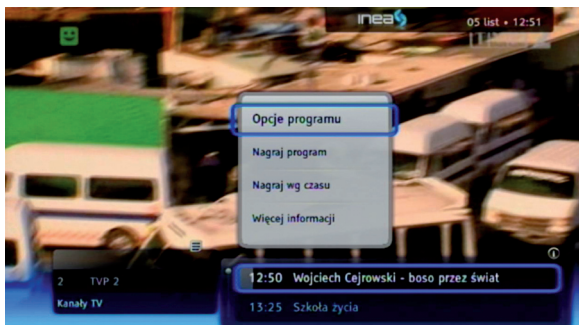 inea
05 list • 12:51
Opcje programu
Nagraj program
Nagraj wg czasu
Więcej informacji
2 TVP 2
12:50 Wojciech Cejrowski - boso przez świat
Kanały TV
13:25 Szkoła życia